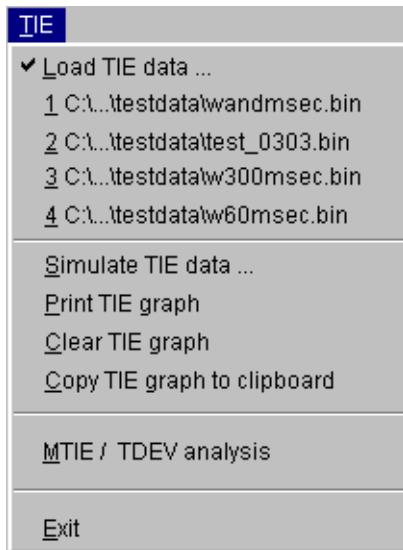 TIE
Load TIE data ...
1 C:\...\testdata\wandmsec.bin
2 C:\...\testdata\test_0303.bin
3 C:\...\testdata\w300msec.bin
4 C:\...\testdata\w60msec.bin
Simulate TIE data ...
Print TIE graph
Clear TIE graph
Copy TIE graph to clipboard
MTIE / TDEV analysis
Exit